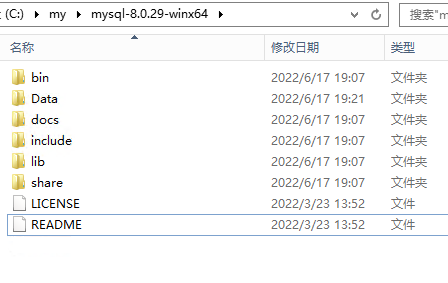 (C:) ▸ my ▸ mysql-8.0.29-winx64 ▸ 搜索"m
名称 修改日期 类型
bin 2022/6/17 19:07 文件夹
Data 2022/6/17 19:21 文件夹
docs 2022/6/17 19:07 文件夹
include 2022/6/17 19:07 文件夹
lib 2022/6/17 19:07 文件夹
share 2022/6/17 19:07 文件夹
LICENSE 2022/3/23 13:52 文件
README 2022/3/23 13:52 文件